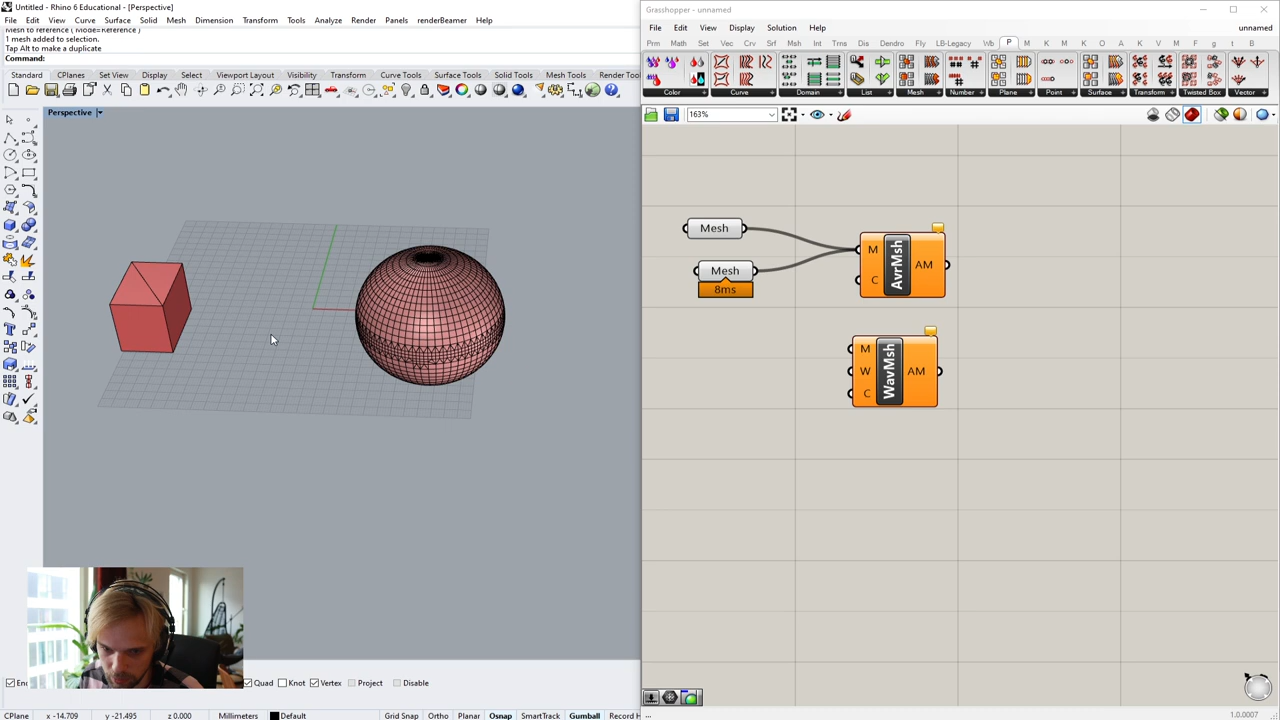 Untitled - Rhino 6 Educational - [Perspective]
File Edit View Curve Surface Solid Mesh Dimension Transform Tools Analyze Render Panels renderBeamer Help
Mesh to reference ( Mode=Reference )
1 mesh added to selection.
Tap Alt to make a duplicate
Command:
Standard CPlanes Set View Display Select Viewport Layout Visibility Transform Curve Tools Surface Tools Solid Tools Mesh Tools Render Tools
Perspective
Quad Knot Vertex Project Disable
CPlane x -14.709 y -21.495 z 0.000 Millimeters Default Grid Snap Ortho Planar Osnap SmartTrack Gumball Record H
Grasshopper - unnamed
File Edit View Display Solution Help unnamed
Prm Math Set Vec Crv Srf Msh Int Trns Dis Dendro Fly LB-Legacy Wb P M K M K O A K M F g t B
Color Curve Domain List Mesh Number Plane Point Surface Transform Twisted Box Vector
163%
Mesh
Mesh
8ms
M
C
AvrMsh
AM
M
W
C
WavMsh
AM
...
1.0.0007